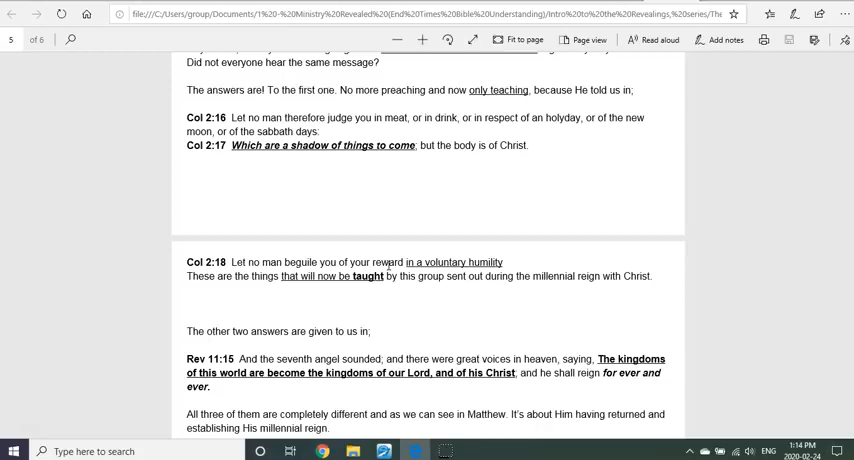 file:///C:/Users/group/Documents/1%20-%20Ministry%20Revealed%20(End%20Times%20Bible%20Understanding)/Intro%20to%20the%20Revealings,%20series/The
5 of 6
Fit to page Page view Read aloud Add notes
Did not everyone hear the same message?
The answers are! To the first one. No more preaching and now only teaching, because He told us in;
Col 2:16 Let no man therefore judge you in meat, or in drink, or in respect of an holyday, or of the new
moon, or of the sabbath days:
Col 2:17 Which are a shadow of things to come; but the body is of Christ.
Col 2:18 Let no man beguile you of your reward in a voluntary humility
These are the things that will now be taught by this group sent out during the millennial reign with Christ.
The other two answers are given to us in;
Rev 11:15 And the seventh angel sounded; and there were great voices in heaven, saying, The kingdoms
of this world are become the kingdoms of our Lord, and of his Christ; and he shall reign for ever and
ever.
All three of them are completely different and as we can see in Matthew. It's about Him having returned and
establishing His millennial reign.
Type here to search
ENG
1:14 PM
2020-02-24